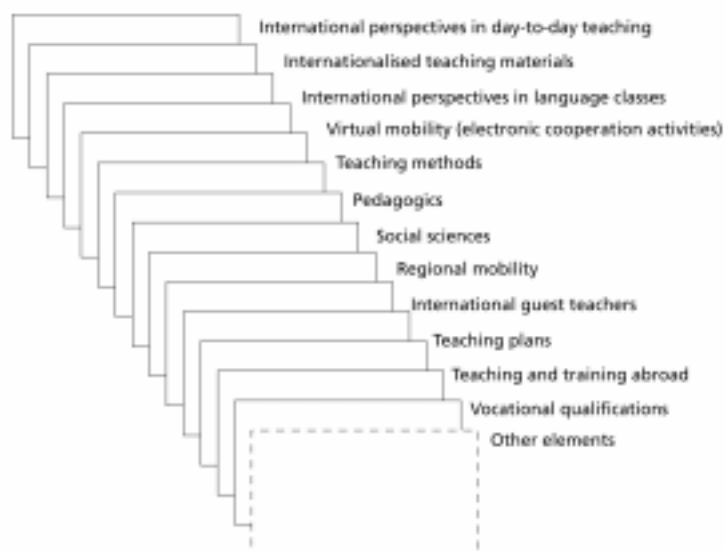 International perspectives in day-to-day teaching
Internationalised teaching materials
International perspectives in language classes
Virtual mobility (electronic cooperation activities)
Teaching methods
Pedagogics
Social sciences
Regional mobility
International guest teachers
Teaching plans
Teaching and training abroad
Vocational qualifications
Other elements